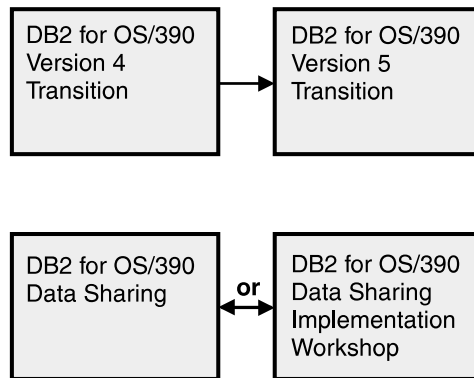 DB2 for OS/390
Version 4
Transition
DB2 for OS/390
Version 5
Transition
DB2 for OS/390
Data Sharing
or
DB2 for OS/390
Data Sharing
Implementation
Workshop